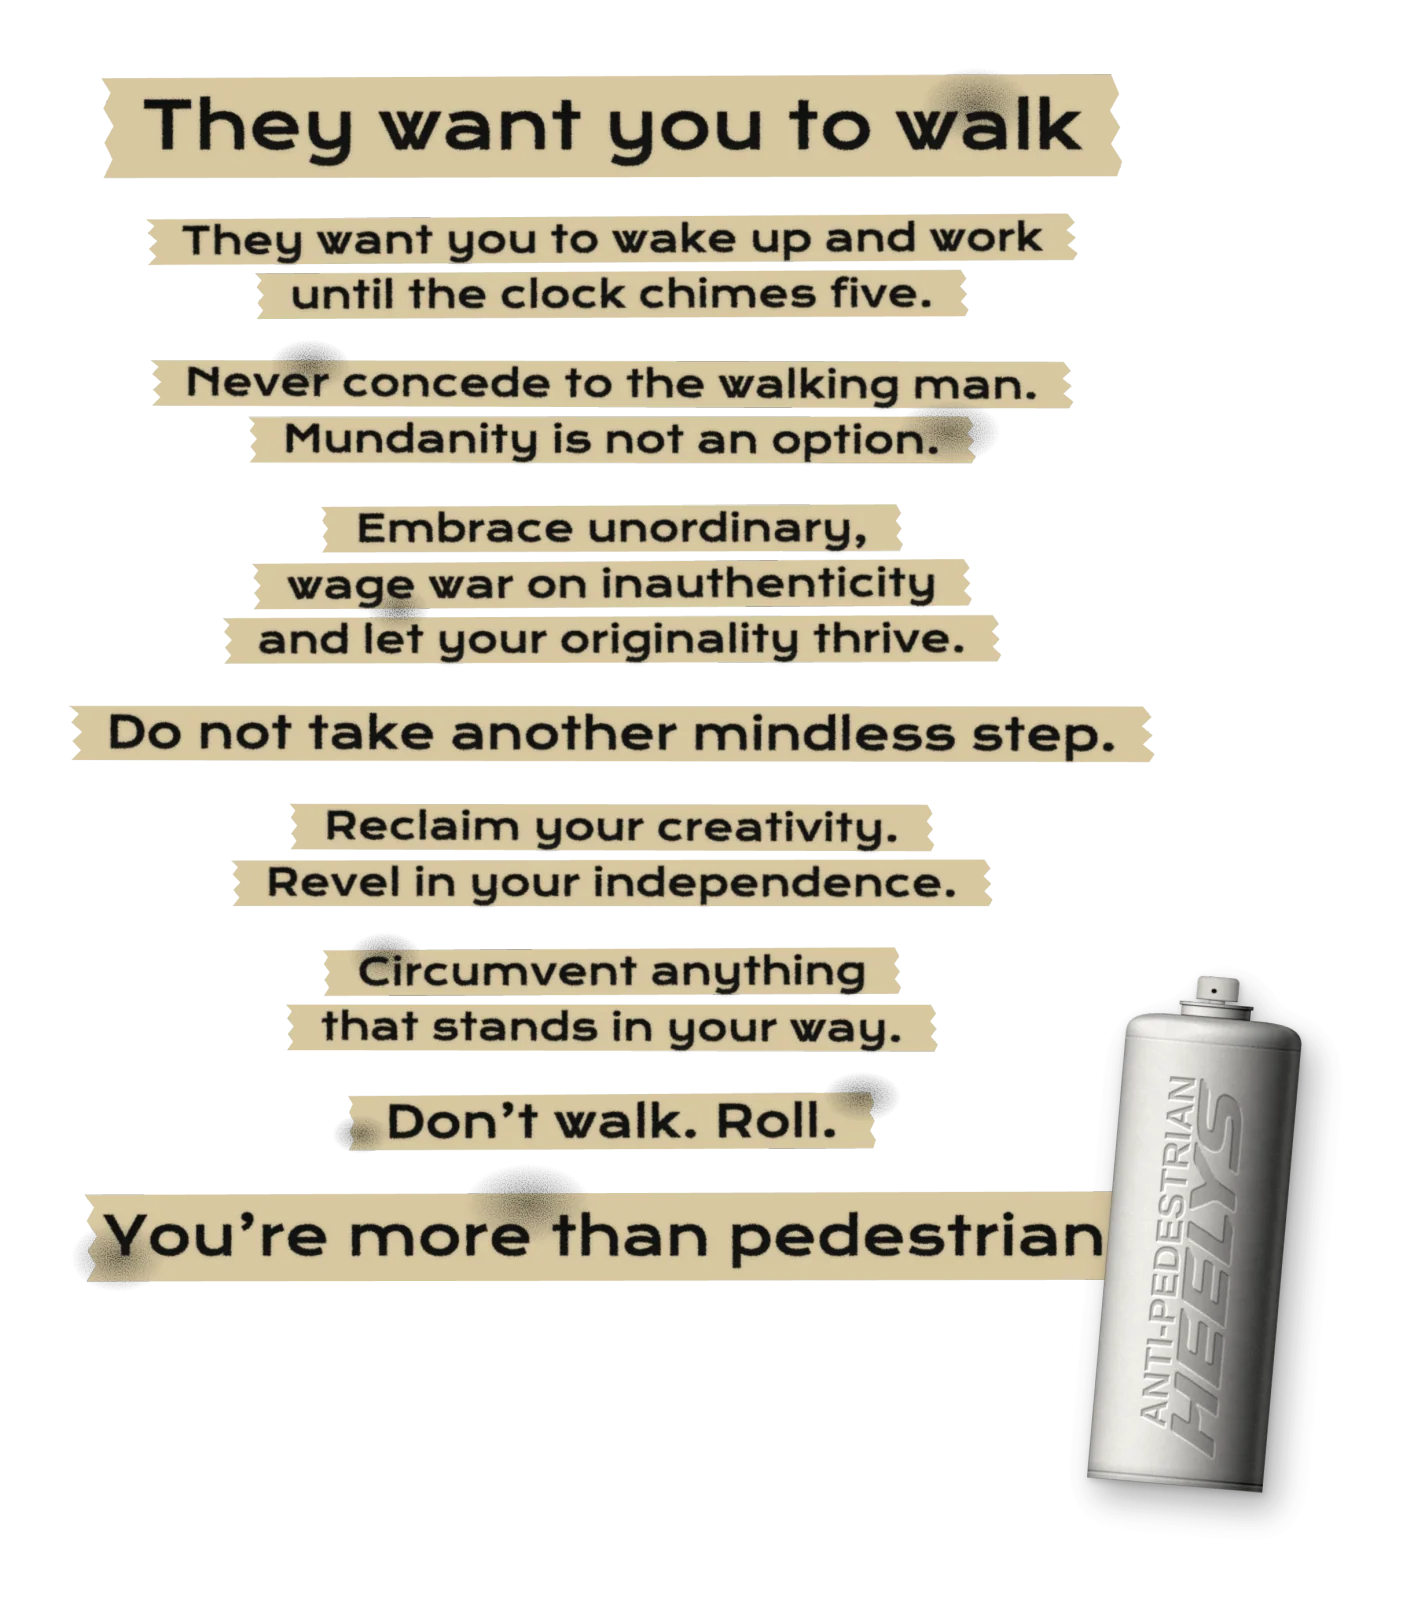 They want you to walk
They want you to wake up and work
until the clock chimes five.
Never concede to the walking man.
Mundanity is not an option.
Embrace unordinary,
wage war on inauthenticity
and let your originality thrive.
Do not take another mindless step.
Reclaim your creativity.
Revel in your independence.
Circumvent anything
that stands in your way.
Don’t walk. Roll.
You’re more than pedestrian
ANTI-PEDESTRIAN
HEELYS